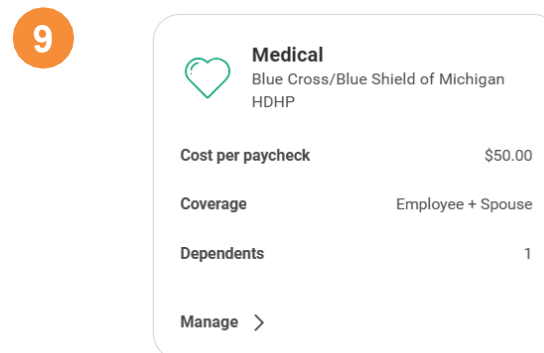 9
Medical
Blue Cross/Blue Shield of Michigan
HDHP
Cost per paycheck $50.00
Coverage Employee + Spouse
Dependents 1
Manage